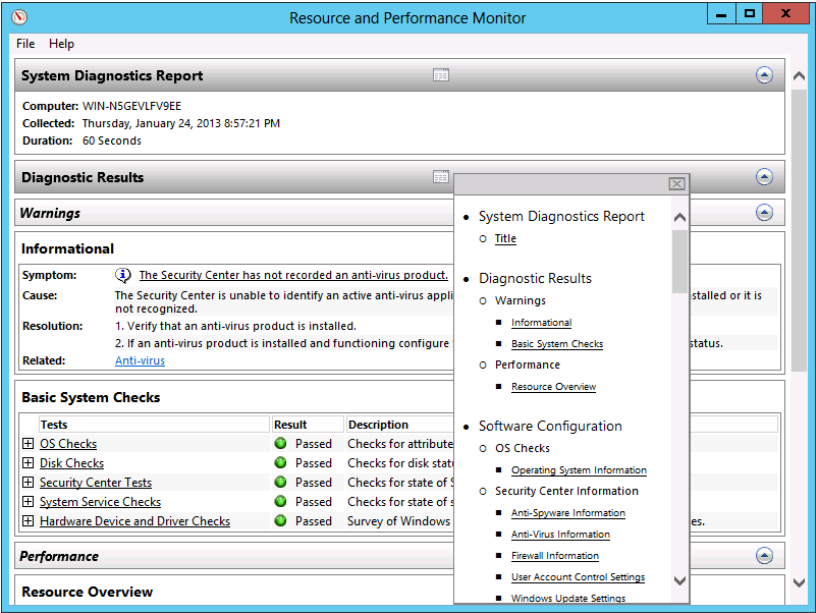 Resource and Performance Monitor
File Help
System Diagnostics Report
Computer: WIN-N5GEVLFV9EE
Collected: Thursday, January 24, 2013 8:57:21 PM
Duration: 60 Seconds
Diagnostic Results
Warnings
Informational
Symptom: The Security Center has not recorded an anti-virus product.
Cause: The Security Center is unable to identify an active anti-virus appli
stalled or it is
not recognized.
Resolution: 1. Verify that an anti-virus product is installed.
2. If an anti-virus product is installed and functioning configure
status.
Related: Anti-virus
Basic System Checks
Tests Result Description
OS Checks Passed Checks for attribute
Disk Checks Passed Checks for disk stat
Security Center Tests Passed Checks for state of S
System Service Checks Passed Checks for state of s
Hardware Device and Driver Checks Passed Survey of Windows
es.
Performance
Resource Overview
System Diagnostics Report
Title
Diagnostic Results
Warnings
Informational
Basic System Checks
Performance
Resource Overview
Software Configuration
OS Checks
Operating System Information
Security Center Information
Anti-Spyware Information
Anti-Virus Information
Firewall Information
User Account Control Settings
Windows Update Settings